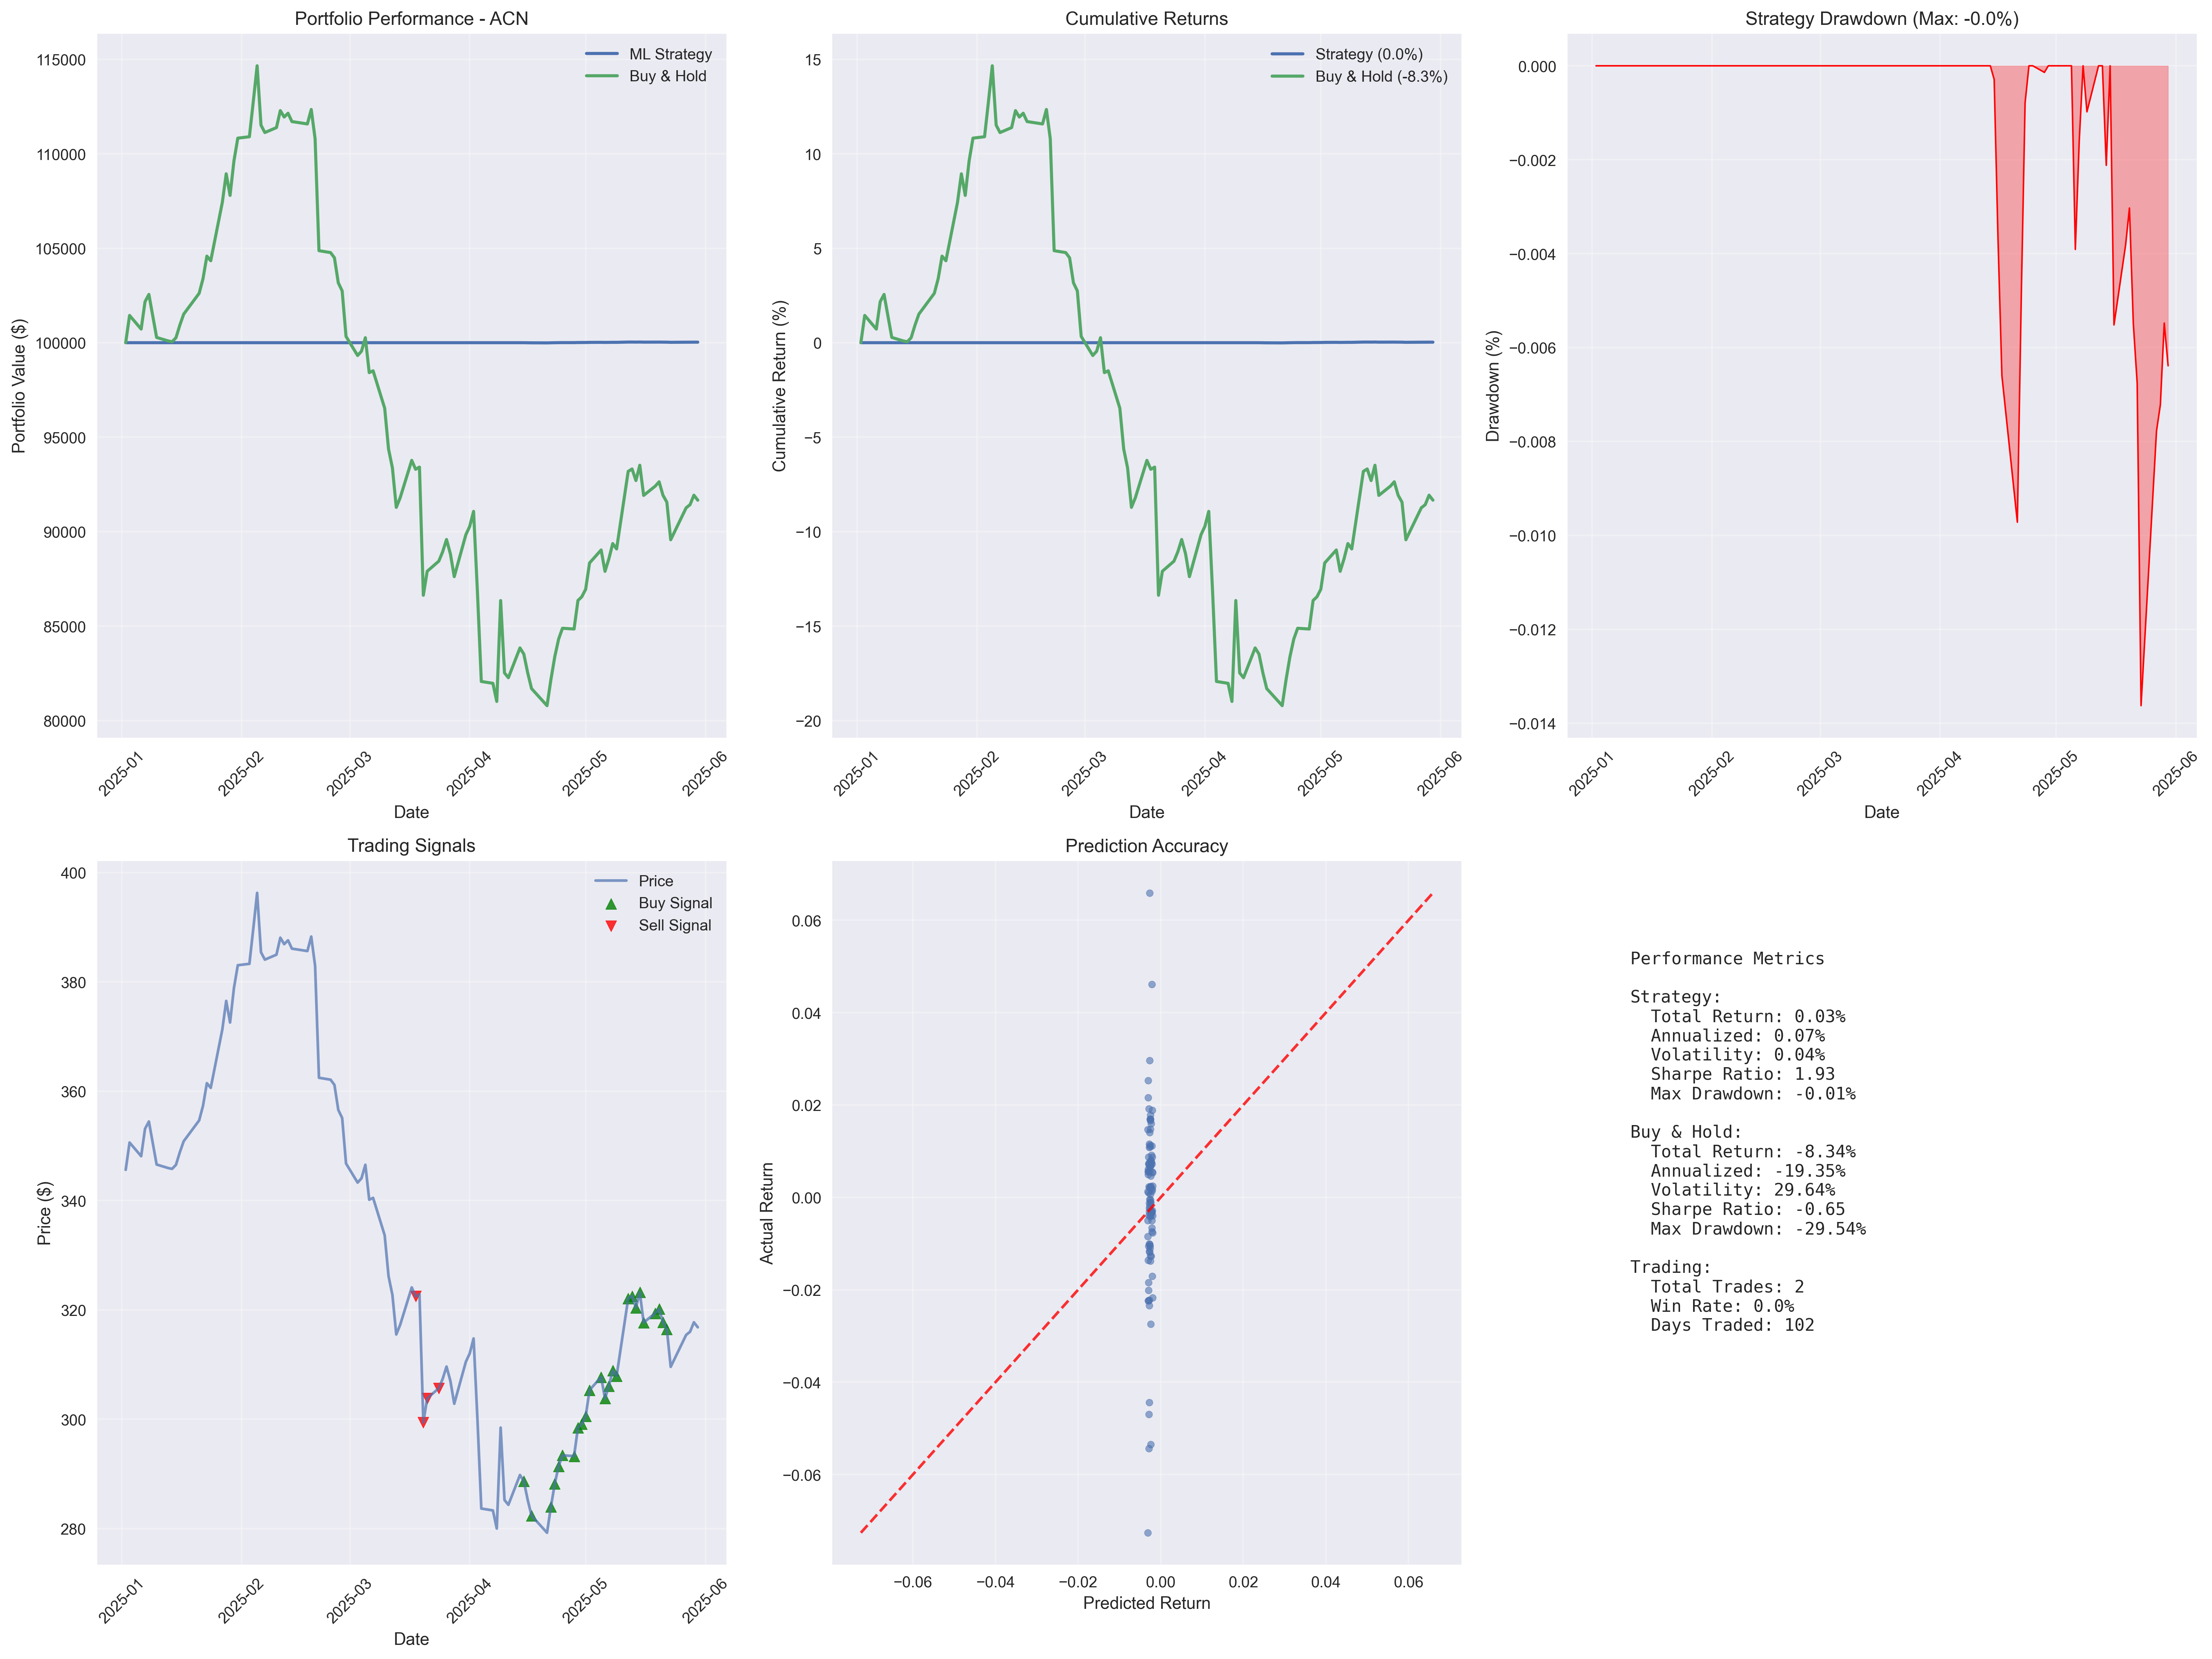 Portfolio Performance - ACN
Portfolio Value ($)
115000
110000
105000
100000
95000
90000
85000
80000
ML Strategy
Buy & Hold
2025-01
2025-02
2025-03
2025-04
2025-05
2025-06
Date
Cumulative Returns
Cumulative Return (%)
15
10
5
0
−5
−10
−15
−20
Strategy (0.0%)
Buy & Hold (-8.3%)
2025-01
2025-02
2025-03
2025-04
2025-05
2025-06
Date
Strategy Drawdown (Max: -0.0%)
Drawdown (%)
0.000
−0.002
−0.004
−0.006
−0.008
−0.010
−0.012
−0.014
2025-01
2025-02
2025-03
2025-04
2025-05
2025-06
Date
Trading Signals
Price ($)
400
380
360
340
320
300
280
Price
Buy Signal
Sell Signal
2025-01
2025-02
2025-03
2025-04
2025-05
2025-06
Date
Prediction Accuracy
Actual Return
0.06
0.04
0.02
0.00
−0.02
−0.04
−0.06
−0.06
−0.04
−0.02
0.00
0.02
0.04
0.06
Predicted Return
Performance Metrics
Strategy:
Total Return: 0.03%
Annualized: 0.07%
Volatility: 0.04%
Sharpe Ratio: 1.93
Max Drawdown: -0.01%
Buy & Hold:
Total Return: -8.34%
Annualized: -19.35%
Volatility: 29.64%
Sharpe Ratio: -0.65
Max Drawdown: -29.54%
Trading:
Total Trades: 2
Win Rate: 0.0%
Days Traded: 102